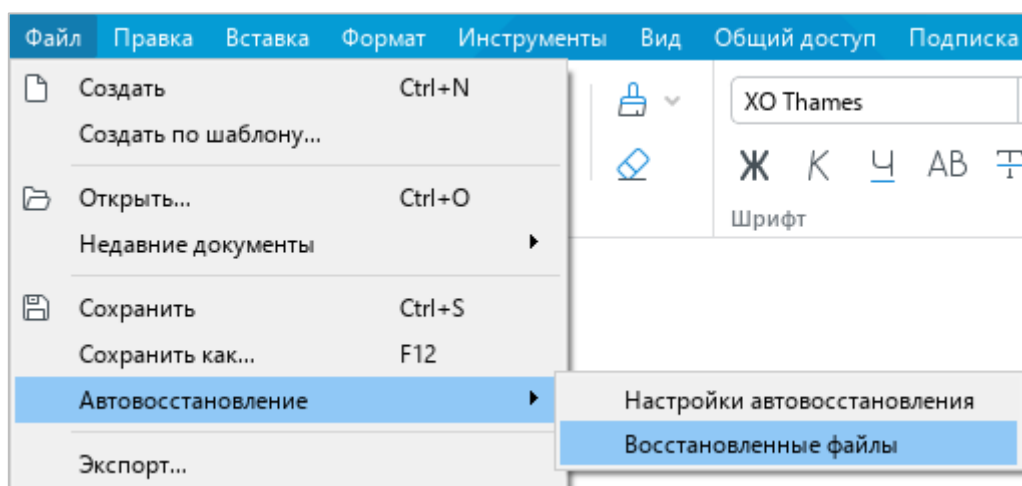 Файл Правка Вставка Формат Инструменты Вид Общий доступ Подписка
Создать Ctrl+N
Создать по шаблону...
Открыть... Ctrl+O
Недавние документы
Сохранить Ctrl+S
Сохранить как... F12
Автовосстановление
Экспорт...
Настройки автовосстановления
Восстановленные файлы
XO Thames
Ж К Ч АВ Т
Шрифт